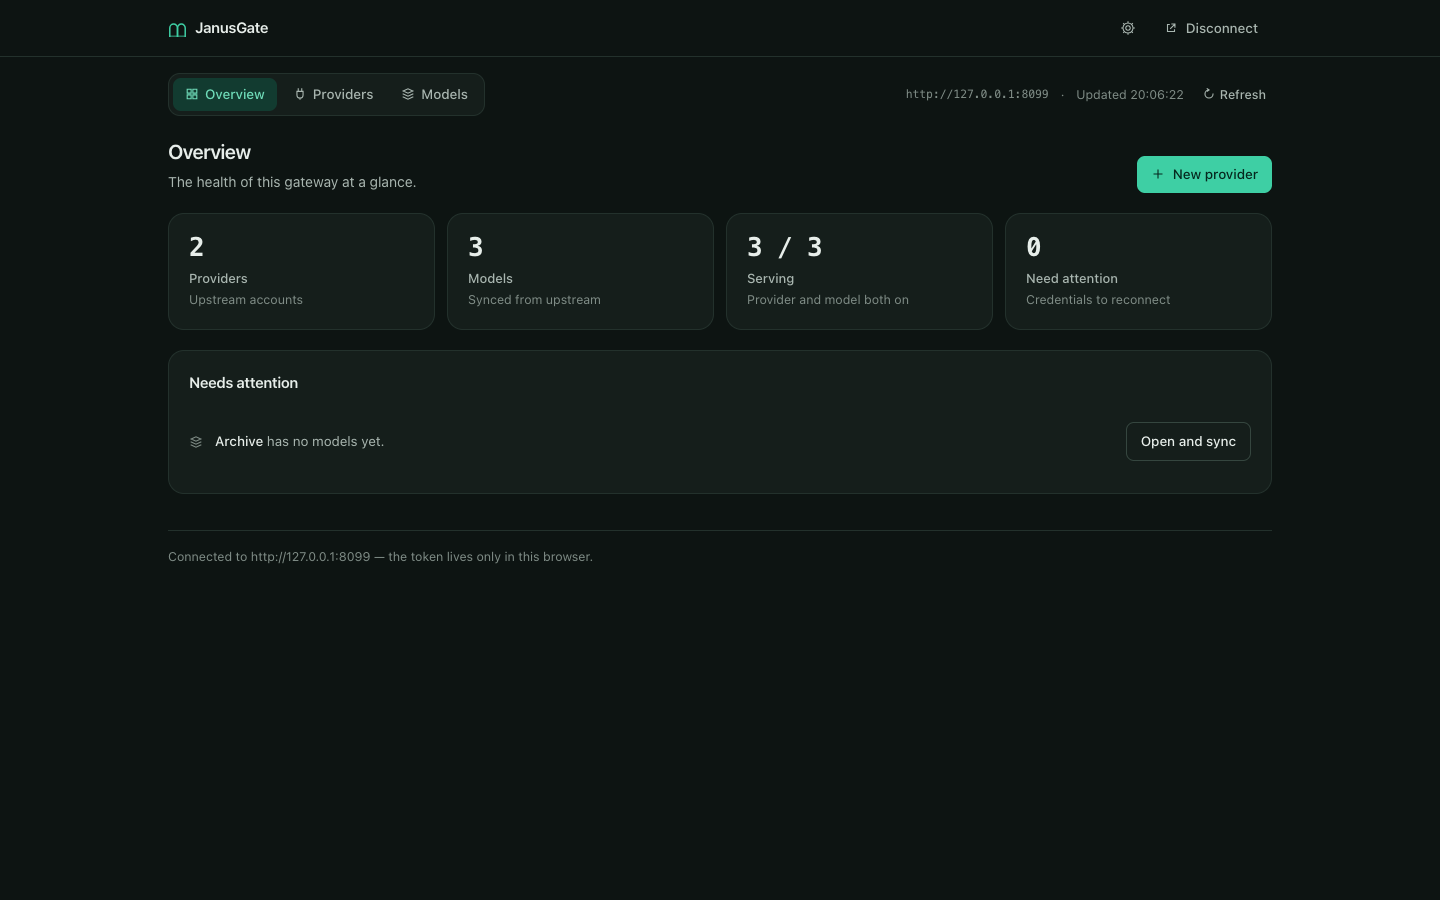 JanusGate
Disconnect
Overview
Providers
Models
http://127.0.0.1:8099 · Updated 20:06:22
Refresh
Overview
The health of this gateway at a glance.
+ New provider
2
Providers
Upstream accounts
3
Models
Synced from upstream
3 / 3
Serving
Provider and model both on
0
Need attention
Credentials to reconnect
Needs attention
Archive has no models yet.
Open and sync
Connected to http://127.0.0.1:8099 — the token lives only in this browser.